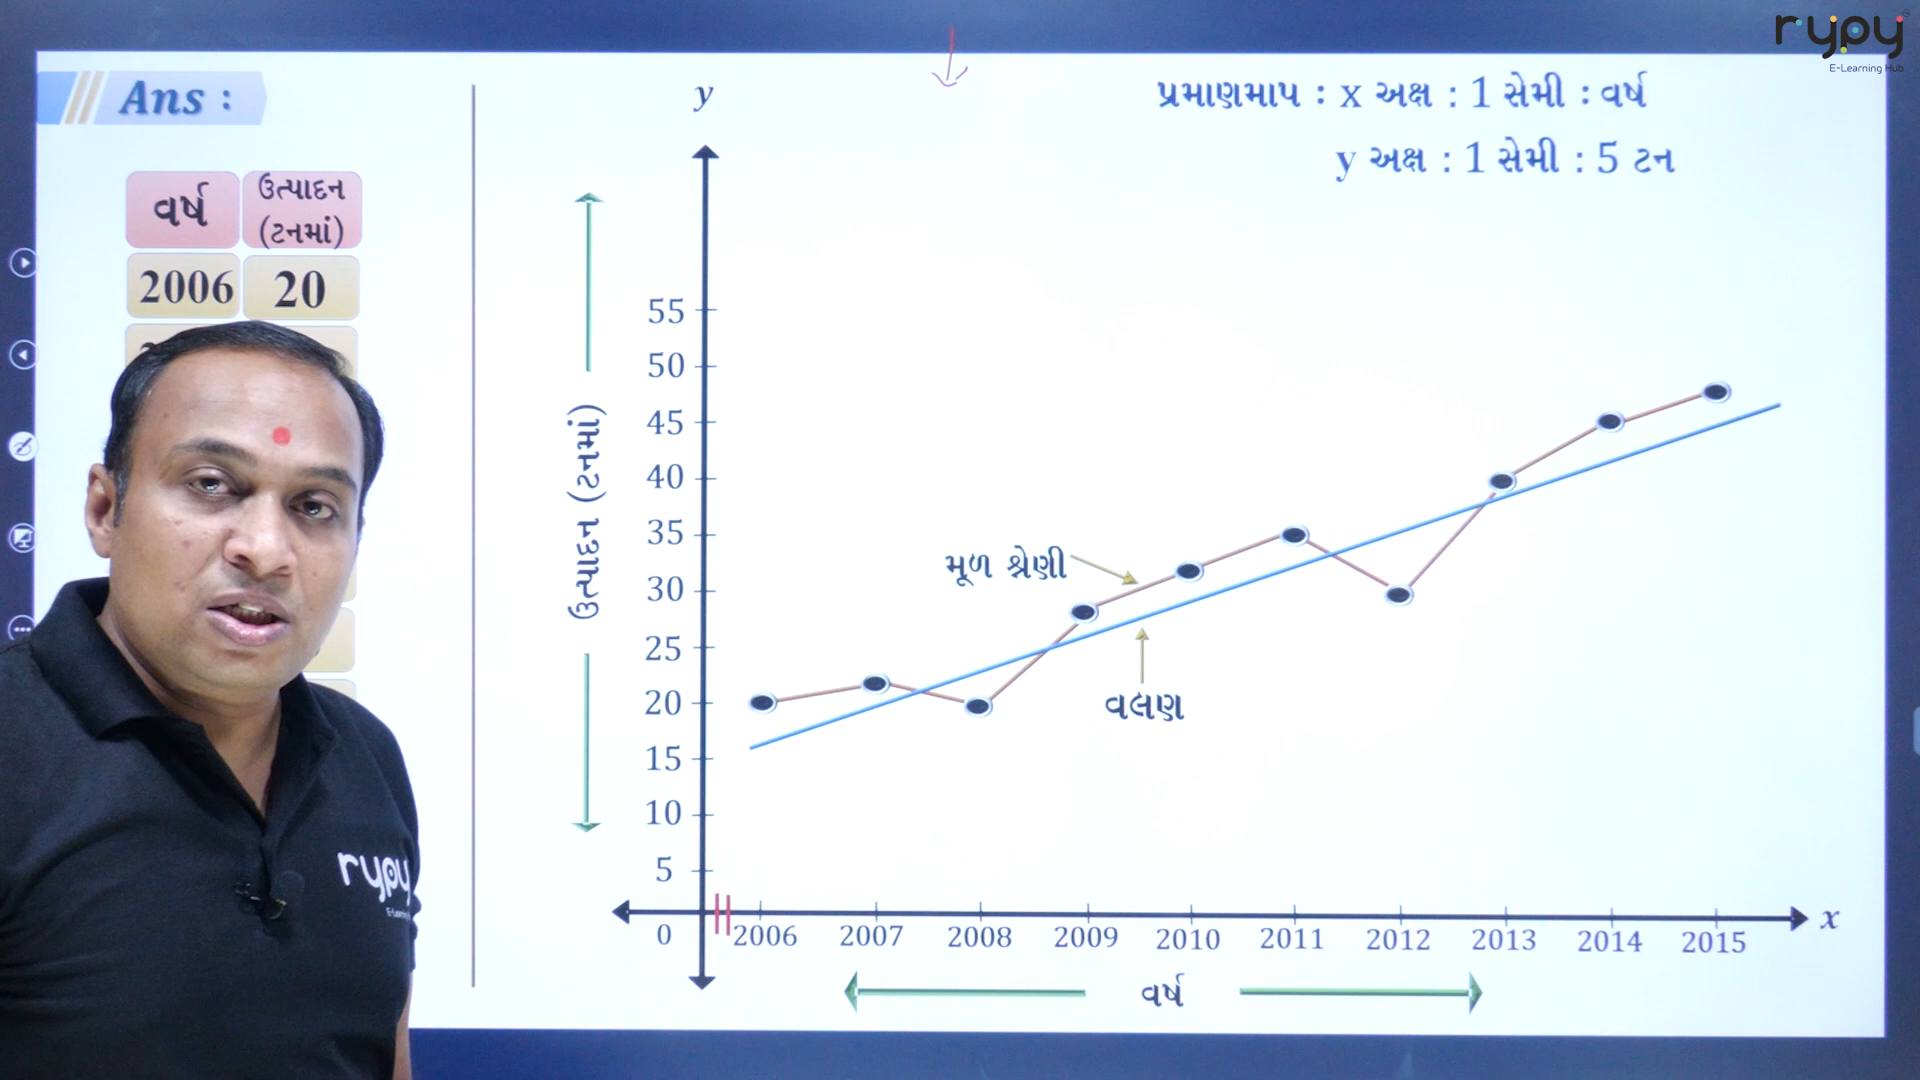 rypy
E-Learning Hub
Ans :
y
પ્રમાણમાપ : x અક્ષ : 1 સેમી : વર્ષ
y અક્ષ : 1 સેમી : 5 ટન
વર્ષ
ઉત્પાદન
(ટનમાં)
2006 20
55
50
45
40
35
30
25
20
15
10
5
0
ઉત્પાદન (ટનમાં)
મૂળ શ્રેણી
વલણ
2006 2007 2008 2009 2010 2011 2012 2013 2014 2015
x
વર્ષ
rypy